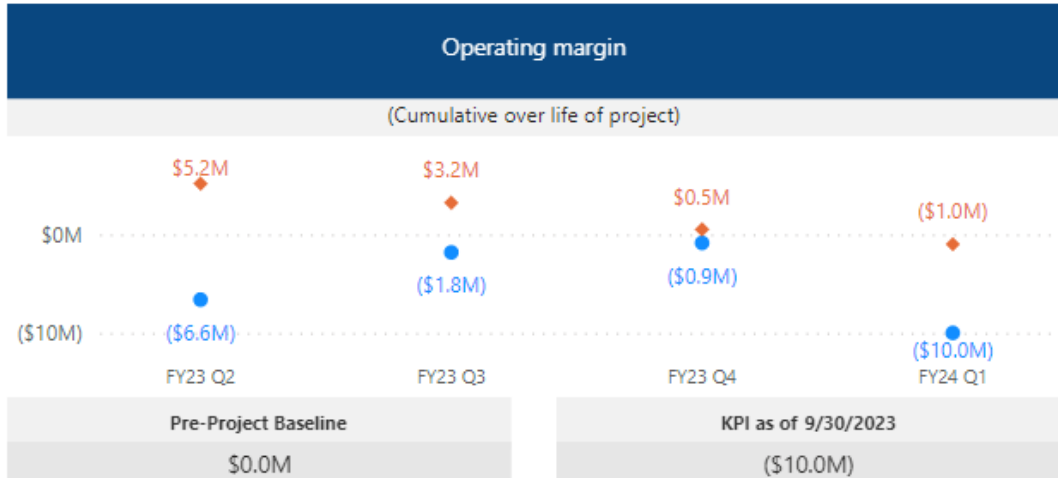 Operating margin
(Cumulative over life of project)
$5.2M $3.2M $0.5M ($1.0M)
$0M
($1.8M) ($0.9M)
($10M) ($6.6M) ($10.0M)
FY23 Q2 FY23 Q3 FY23 Q4 FY24 Q1
Pre-Project Baseline KPI as of 9/30/2023
$0.0M ($10.0M)